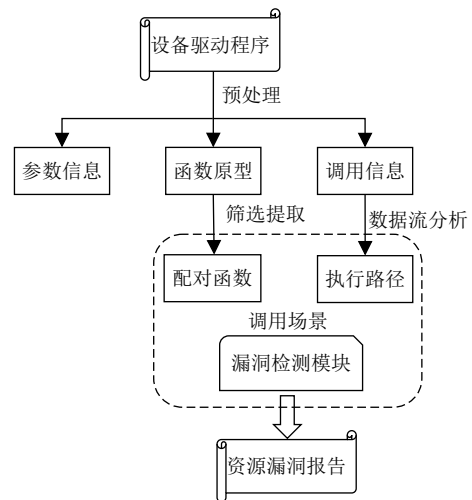 设备驱动程序
预处理
参数信息
函数原型
调用信息
筛选提取
数据流分析
配对函数
执行路径
调用场景
漏洞检测模块
资源漏洞报告